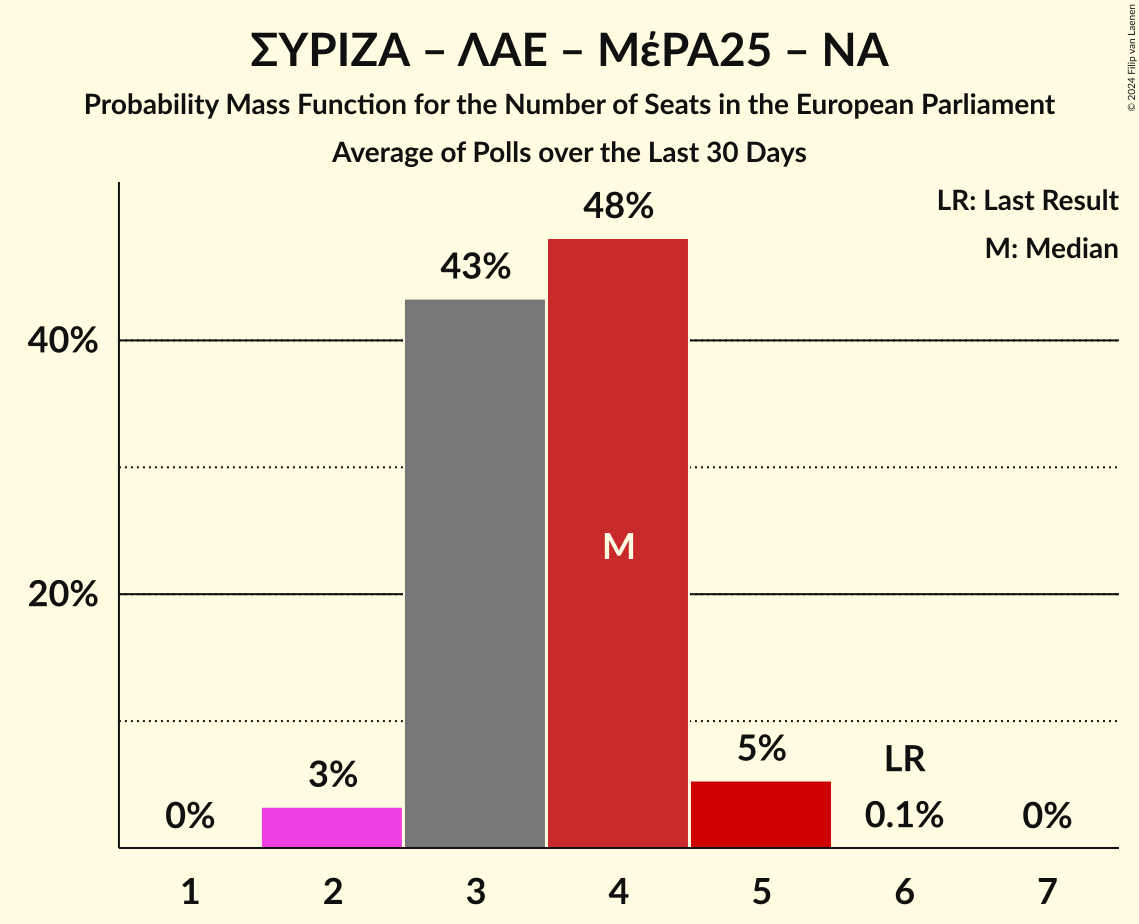 ΣΥΡΙΖΑ – ΛΑΕ – ΜέΡΑ25 – ΝΑ
Probability Mass Function for the Number of Seats in the European Parliament
Average of Polls over the Last 30 Days
© 2024 Filip van Laenen
LR: Last Result
M: Median
48%
43%
40%
M
20%
5%
LR
3%
0%
0.1%
0%
1 2 3 4 5 6 7